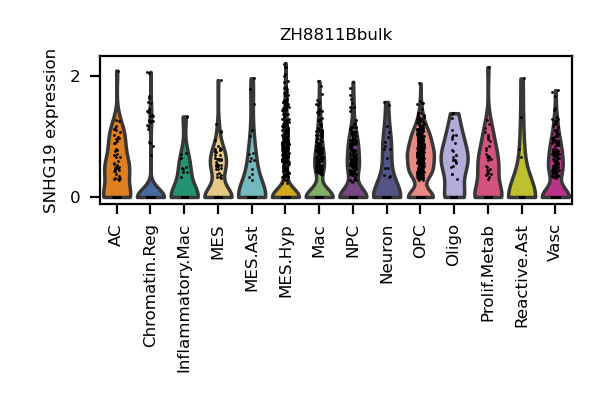 ZH8811Bbulk
SNHG19 expression
2
0
AC
Chromatin.Reg
Inflammatory.Mac
MES
MES.Ast
MES.Hyp
Mac
NPC
Neuron
OPC
Oligo
Prolif.Metab
Reactive.Ast
Vasc